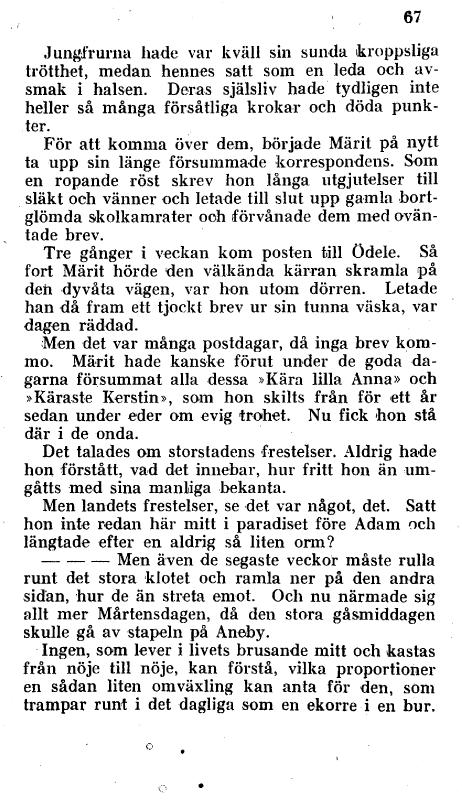 67
Jungfrurna hade var kväll sin sunda kroppsliga
trötthet, medan hennes satt som en leda och av-
smak i halsen. Deras själsliv hade tydligen inte
heller så många försåtliga krokar och döda punk-
ter.
För att komma över dem, började Märit på nytt
ta upp sin länge försummade korrespondens. Som
en ropande röst skrev hon långa utgjutelser till
släkt och vänner och letade till slut upp gamla bort-
glömda skolkamrater och förvånade dem med ovän-
tade brev.
Tre gånger i veckan kom posten till Ödele. Så
fort Märit hörde den välkända kärran skramla på
den dyvåta vägen, var hon utom dörren. Letade
han då fram ett tjockt brev ur sin tunna väska, var
dagen räddad.
Men det var många postdagar, då inga brev kom-
mo. Märit hade kanske förut under de goda da-
garna försummat alla dessa »Kära lilla Anna» och
»Käraste Kerstin», som hon skilts från för ett år
sedan under eder om evig trohet. Nu fick hon stå
där i de onda.
Det talades om storstadens frestelser. Aldrig hade
hon förstått, vad det innebar, hur fritt hon än um-
gåtts med sina manliga bekanta.
Men landets frestelser, se det var något, det. Satt
hon inte redan här mitt i paradiset före Adam och
längtade efter en aldrig så liten orm?
— — — Men även de segaste veckor måste rulla
runt det stora klotet och ramla ner på den andra
sidan, hur de än streta emot. Och nu närmade sig
allt mer Mårtensdagen, då den stora gåsmiddagen
skulle gå av stapeln på Aneby.
Ingen, som lever i livets brusande mitt och kastas
från nöje till nöje, kan förstå, vilka proportioner
en sådan liten omväxling kan anta för den, som
trampar runt i det dagliga som en ekorre i en bur.